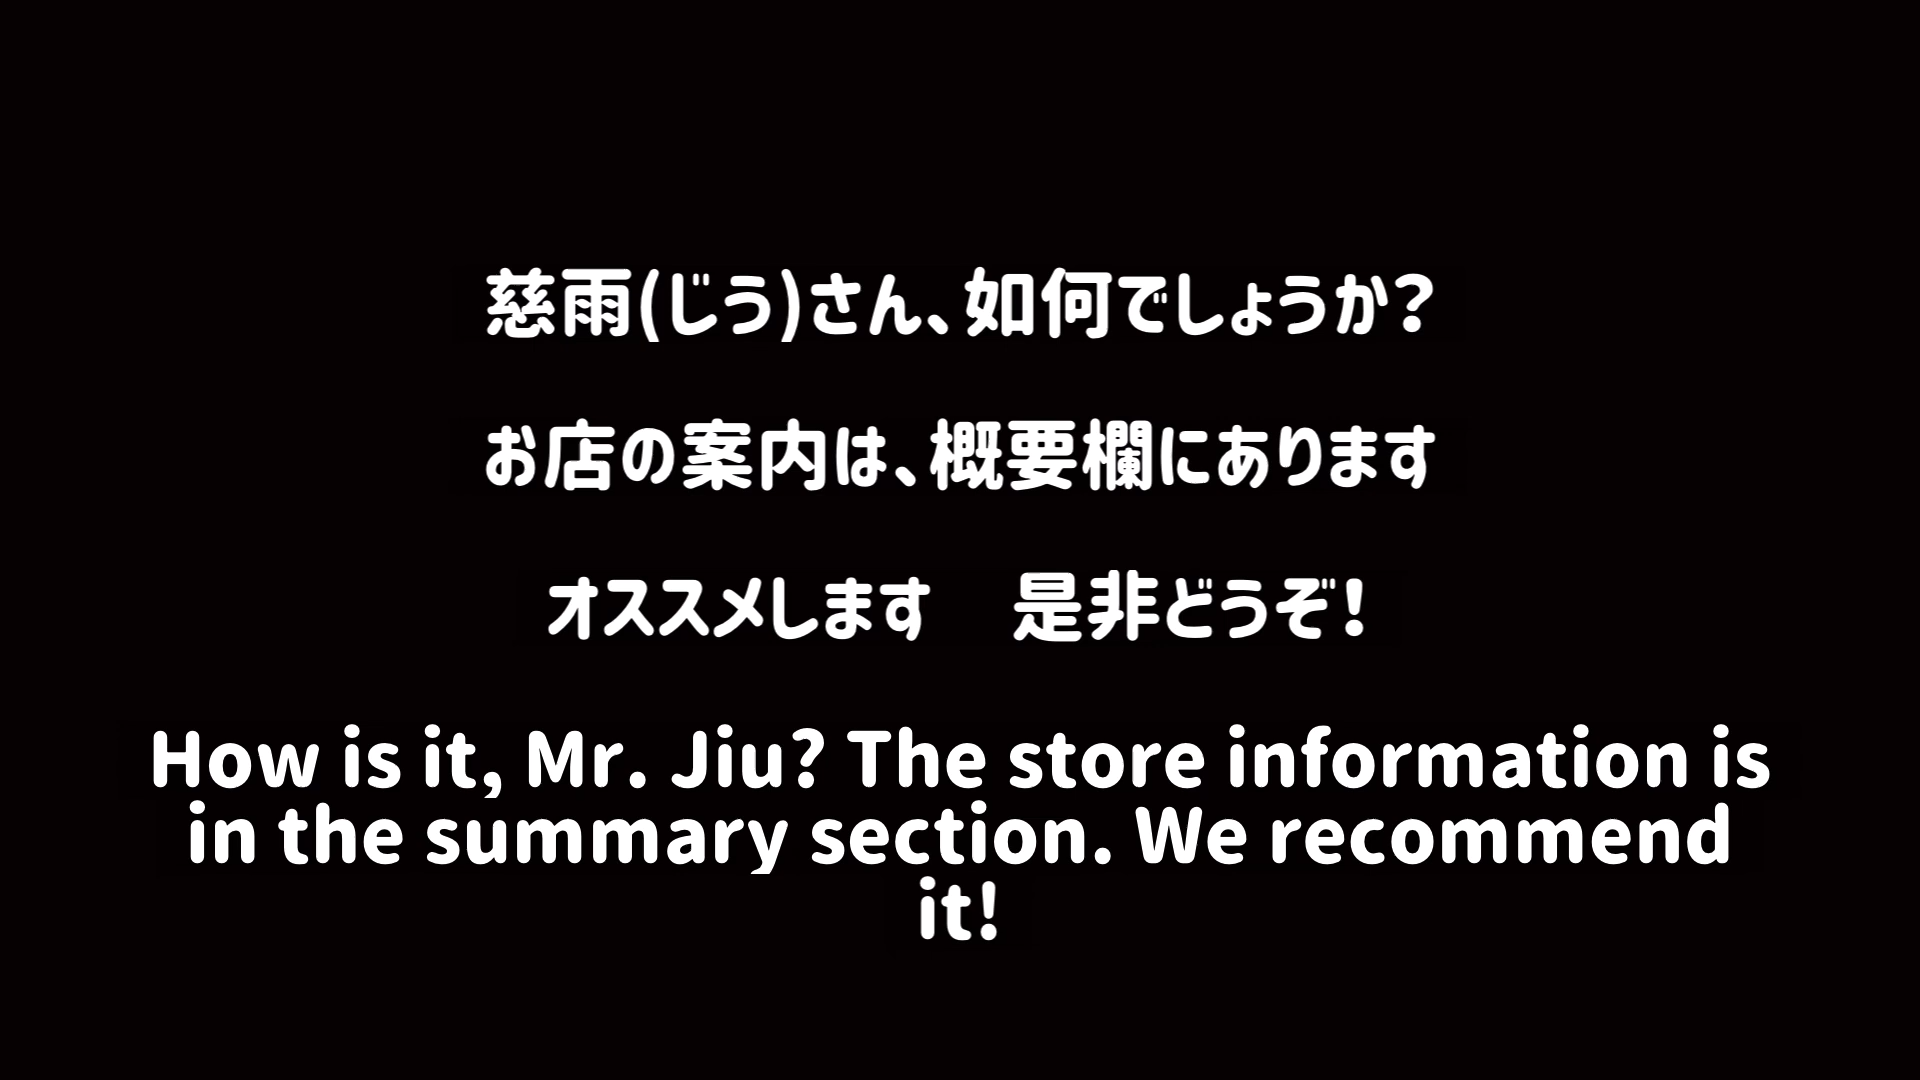 慈雨(じう)さん、如何でしょうか?
お店の案内は、概要欄にあります
オススメします　是非どうぞ!
How is it, Mr. Jiu? The store information is
in the summary section. We recommend
it!